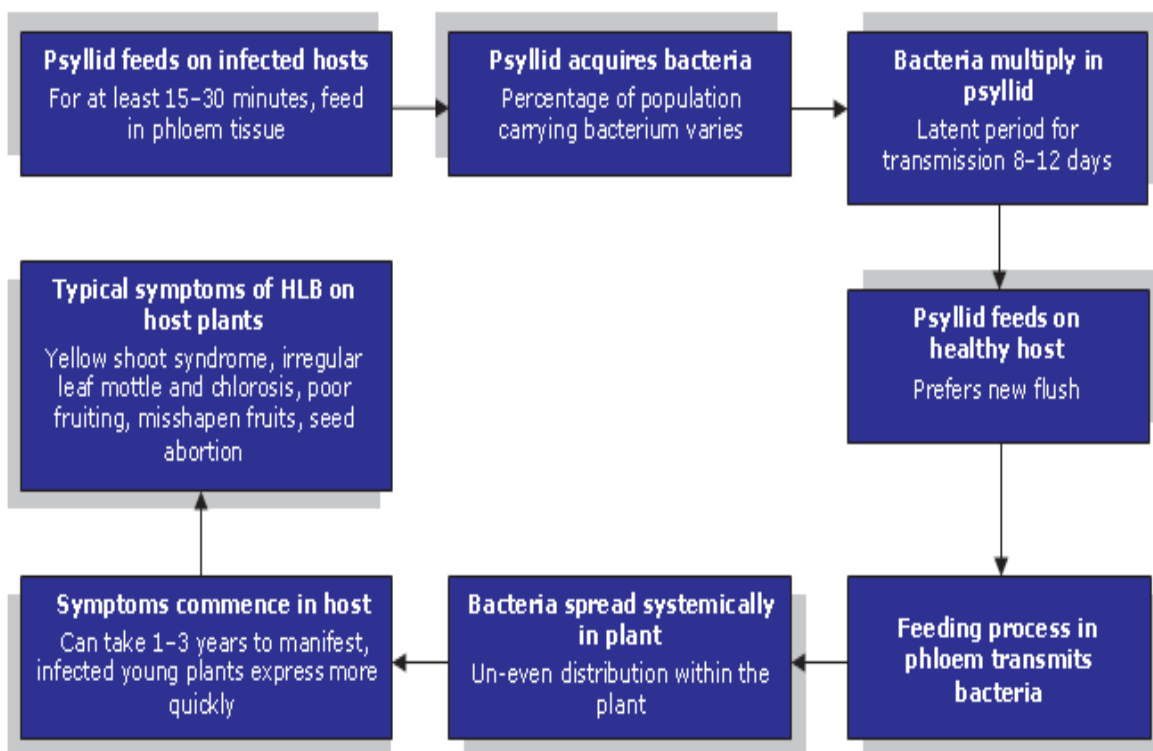 Psyllid feeds on infected hosts
For at least 15–30 minutes, feed
in phloem tissue
Psyllid acquires bacteria
Percentage of population
carrying bacterium varies
Bacteria multiply in
psyllid
Latent period for
transmission 8–12 days
Psyllid feeds on
healthy host
Prefers new flush
Feeding process in
phloem transmits
bacteria
Bacteria spread systemically
in plant
Un-even distribution within the
plant
Symptoms commence in host
Can take 1–3 years to manifest,
infected young plants express more
quickly
Typical symptoms of HLB on
host plants
Yellow shoot syndrome, irregular
leaf mottle and chlorosis, poor
fruiting, misshapen fruits, seed
abortion